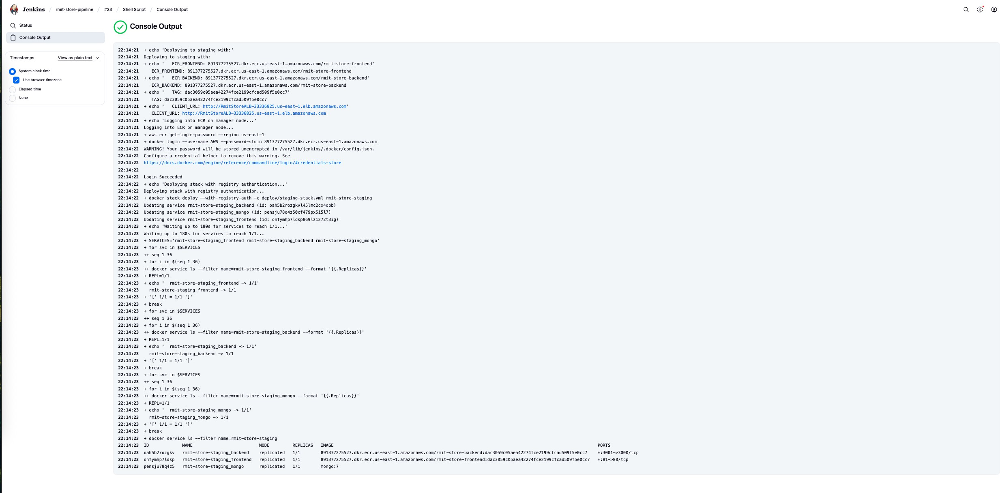 Jenkins / rmit-store-pipeline / #23 / Shell Script / Console Output
Status
Console Output
Timestamps View as plain text
System clock time
Use browser timezone
Elapsed time
None
Console Output
22:14:21 + echo 'Deploying to staging with:'
22:14:21 Deploying to staging with:
22:14:21 + echo '   ECR_FRONTEND: 891377275527.dkr.ecr.us-east-1.amazonaws.com/rmit-store-frontend'
22:14:21    ECR_FRONTEND: 891377275527.dkr.ecr.us-east-1.amazonaws.com/rmit-store-frontend
22:14:21 + echo '   ECR_BACKEND: 891377275527.dkr.ecr.us-east-1.amazonaws.com/rmit-store-backend'
22:14:21    ECR_BACKEND: 891377275527.dkr.ecr.us-east-1.amazonaws.com/rmit-store-backend
22:14:21 + echo '   TAG: dac3059c05aea42274fce2199cfcad509f5e0cc7'
22:14:21    TAG: dac3059c05aea42274fce2199cfcad509f5e0cc7
22:14:21 + echo '   CLIENT_URL: http://RmitStoreALB-33336825.us-east-1.elb.amazonaws.com'
22:14:21    CLIENT_URL: http://RmitStoreALB-33336825.us-east-1.elb.amazonaws.com
22:14:21 + echo 'Logging into ECR on manager node...'
22:14:21 Logging into ECR on manager node...
22:14:21 + aws ecr get-login-password --region us-east-1
22:14:21 + docker login --username AWS --password-stdin 891377275527.dkr.ecr.us-east-1.amazonaws.com
22:14:22 WARNING! Your password will be stored unencrypted in /var/lib/jenkins/.docker/config.json.
22:14:22 Configure a credential helper to remove this warning. See
22:14:22 https://docs.docker.com/engine/reference/commandline/login/#credentials-store
22:14:22
22:14:22 Login Succeeded
22:14:22 + echo 'Deploying stack with registry authentication...'
22:14:22 Deploying stack with registry authentication...
22:14:22 + docker stack deploy --with-registry-auth -c deploy/staging-stack.yml rmit-store-staging
22:14:22 Updating service rmit-store-staging_backend (id: oah5b2rozgkvl45lmc2cx4opb)
22:14:22 Updating service rmit-store-staging_mongo (id: pensju78q4z50cf479px5i5l7)
22:14:23 Updating service rmit-store-staging_frontend (id: onfymhp7ldsp869lz1272t3ig)
22:14:23 + echo 'Waiting up to 180s for services to reach 1/1...'
22:14:23 Waiting up to 180s for services to reach 1/1...
22:14:23 + SERVICES='rmit-store-staging_frontend rmit-store-staging_backend rmit-store-staging_mongo'
22:14:23 + for svc in $SERVICES
22:14:23 ++ seq 1 36
22:14:23 + for i in $(seq 1 36)
22:14:23 ++ docker service ls --filter name=rmit-store-staging_frontend --format '{{.Replicas}}'
22:14:23 + REPL=1/1
22:14:23 + echo '  rmit-store-staging_frontend -> 1/1'
22:14:23   rmit-store-staging_frontend -> 1/1
22:14:23 + '[' 1/1 = 1/1 ']'
22:14:23 + break
22:14:23 + for svc in $SERVICES
22:14:23 ++ seq 1 36
22:14:23 + for i in $(seq 1 36)
22:14:23 ++ docker service ls --filter name=rmit-store-staging_backend --format '{{.Replicas}}'
22:14:23 + REPL=1/1
22:14:23 + echo '  rmit-store-staging_backend -> 1/1'
22:14:23   rmit-store-staging_backend -> 1/1
22:14:23 + '[' 1/1 = 1/1 ']'
22:14:23 + break
22:14:23 + for svc in $SERVICES
22:14:23 ++ seq 1 36
22:14:23 + for i in $(seq 1 36)
22:14:23 ++ docker service ls --filter name=rmit-store-staging_mongo --format '{{.Replicas}}'
22:14:23 + REPL=1/1
22:14:23 + echo '  rmit-store-staging_mongo -> 1/1'
22:14:23   rmit-store-staging_mongo -> 1/1
22:14:23 + '[' 1/1 = 1/1 ']'
22:14:23 + break
22:14:23 + docker service ls --filter name=rmit-store-staging
22:14:23 ID NAME MODE REPLICAS IMAGE PORTS
22:14:23 oah5b2rozgkv rmit-store-staging_backend replicated 1/1 891377275527.dkr.ecr.us-east-1.amazonaws.com/rmit-store-backend:dac3059c05aea42274fce2199cfcad509f5e0cc7 *:3001->3000/tcp
22:14:23 onfymhp7ldsp rmit-store-staging_frontend replicated 1/1 891377275527.dkr.ecr.us-east-1.amazonaws.com/rmit-store-frontend:dac3059c05aea42274fce2199cfcad509f5e0cc7 *:81->80/tcp
22:14:23 pensju78q4z5 rmit-store-staging_mongo replicated 1/1 mongo:7